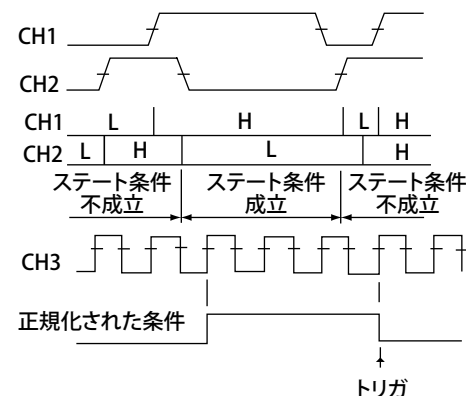 CH1
CH2
CH1 L H L H
CH2 L H L H
ステート条件 不成立
ステート条件 成立
ステート条件 不成立
CH3
正規化された条件
トリガ